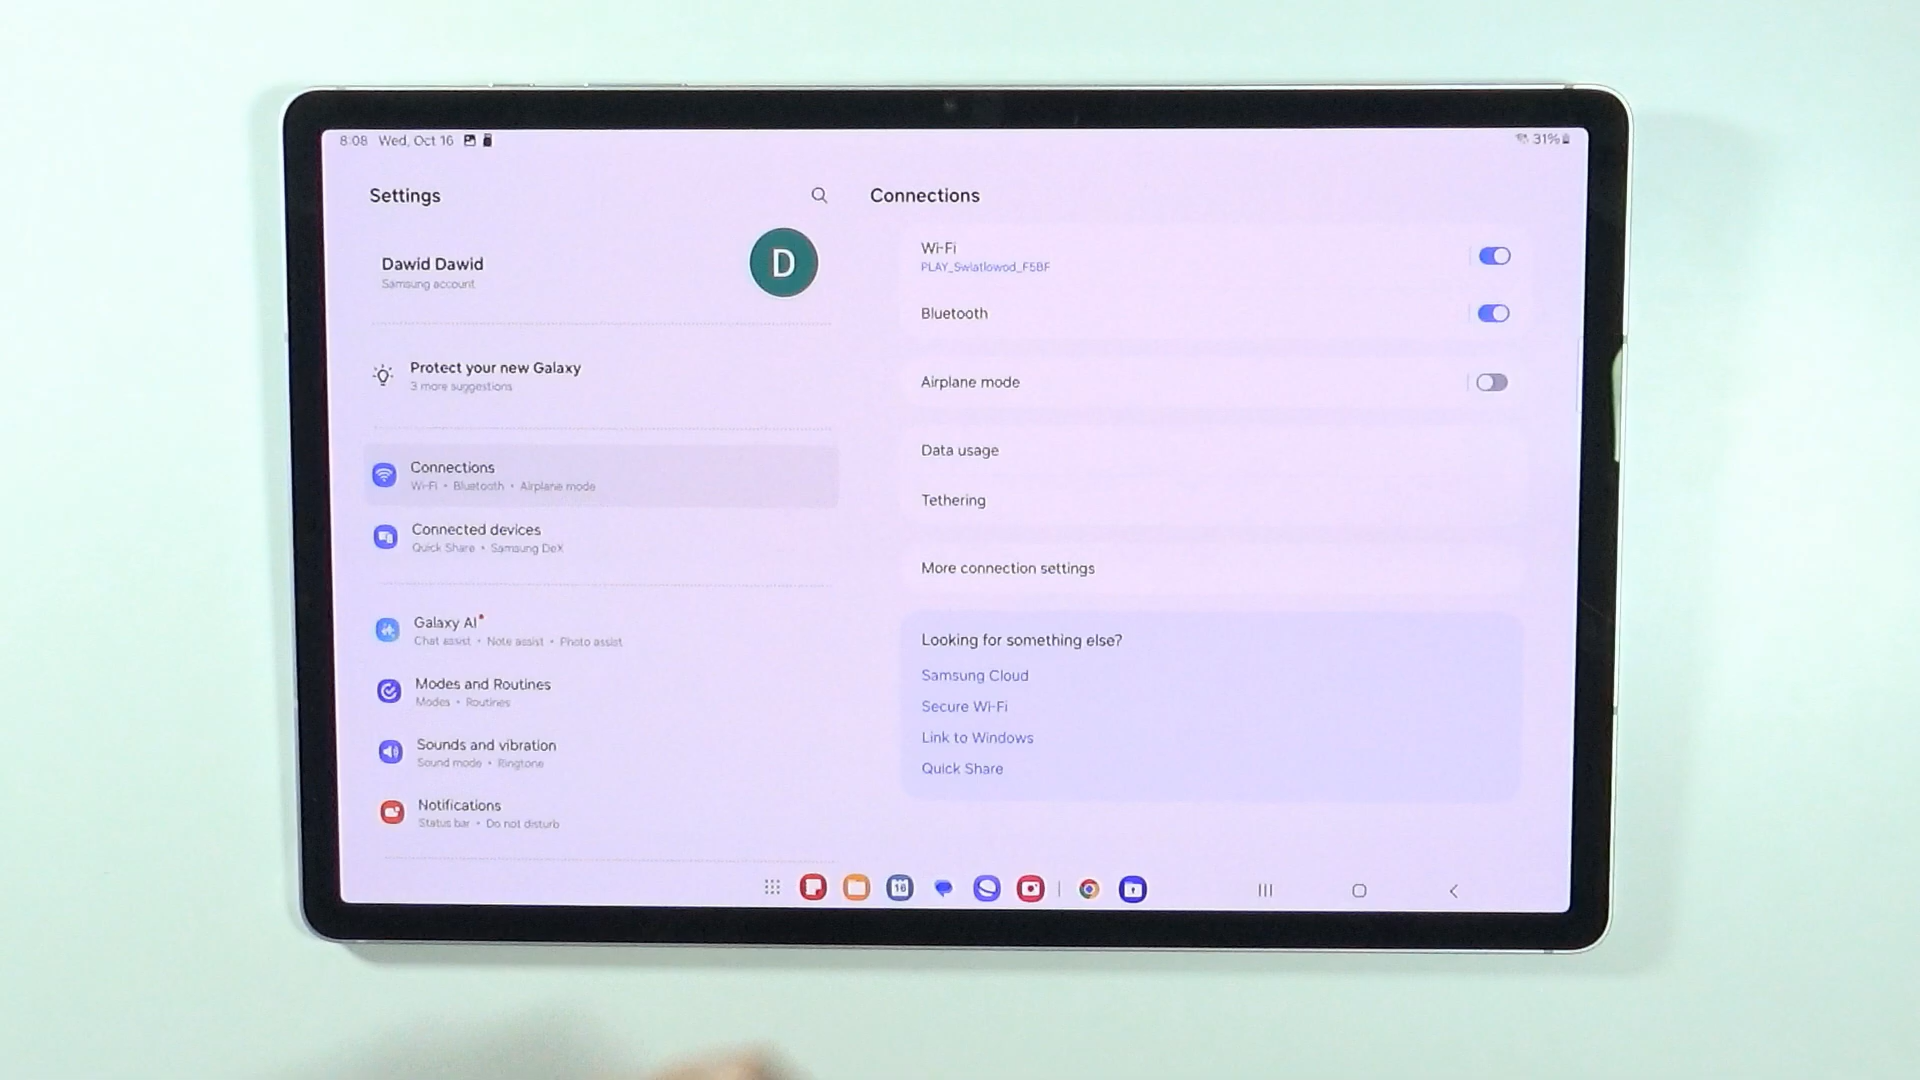 8:08 Wed, Oct 16
31%
Settings
Dawid Dawid
Samsung account
D
Protect your new Galaxy
3 more suggestions
Connections
Wi-Fi • Bluetooth • Airplane mode
Connected devices
Quick Share • Samsung DeX
Galaxy AI
Chat assist • Note assist • Photo assist
Modes and Routines
Modes • Routines
Sounds and vibration
Sound mode • Ringtone
Notifications
Status bar • Do not disturb
Connections
Wi-Fi
PLAY_Swiatlowod_F5BF
Bluetooth
Airplane mode
Data usage
Tethering
More connection settings
Looking for something else?
Samsung Cloud
Secure Wi-Fi
Link to Windows
Quick Share
16